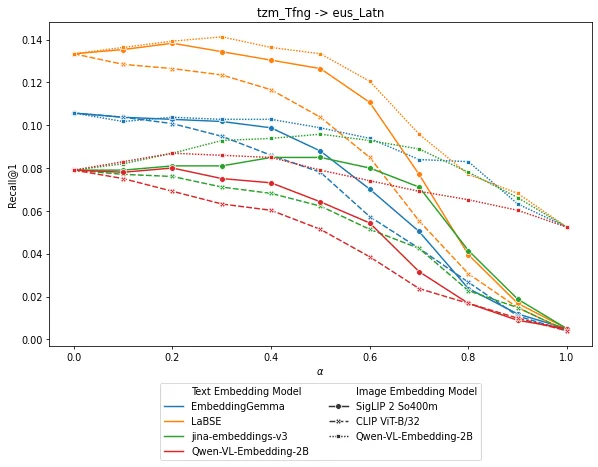 tzm_Tfng -> eus_Latn
Recall@1
0.14
0.12
0.10
0.08
0.06
0.04
0.02
0.00
0.0
0.2
0.4
0.6
0.8
1.0
α
Text Embedding Model
EmbeddingGemma
LaBSE
jina-embeddings-v3
Qwen-VL-Embedding-2B
Image Embedding Model
SigLIP 2 So400m
CLIP ViT-B/32
Qwen-VL-Embedding-2B